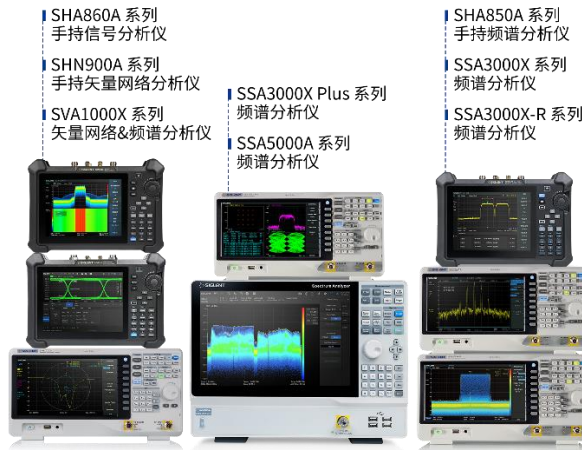 SHA860A 系列
手持信号分析仪
SHN900A 系列
手持矢量网络分析仪
SVA1000X 系列
矢量网络&频谱分析仪
SSA3000X Plus 系列
频谱分析仪
SSA5000A 系列
频谱分析仪
SHA850A 系列
手持频谱分析仪
SSA3000X 系列
频谱分析仪
SSA3000X-R 系列
频谱分析仪
SIGLENT
Spectrum Analyzer